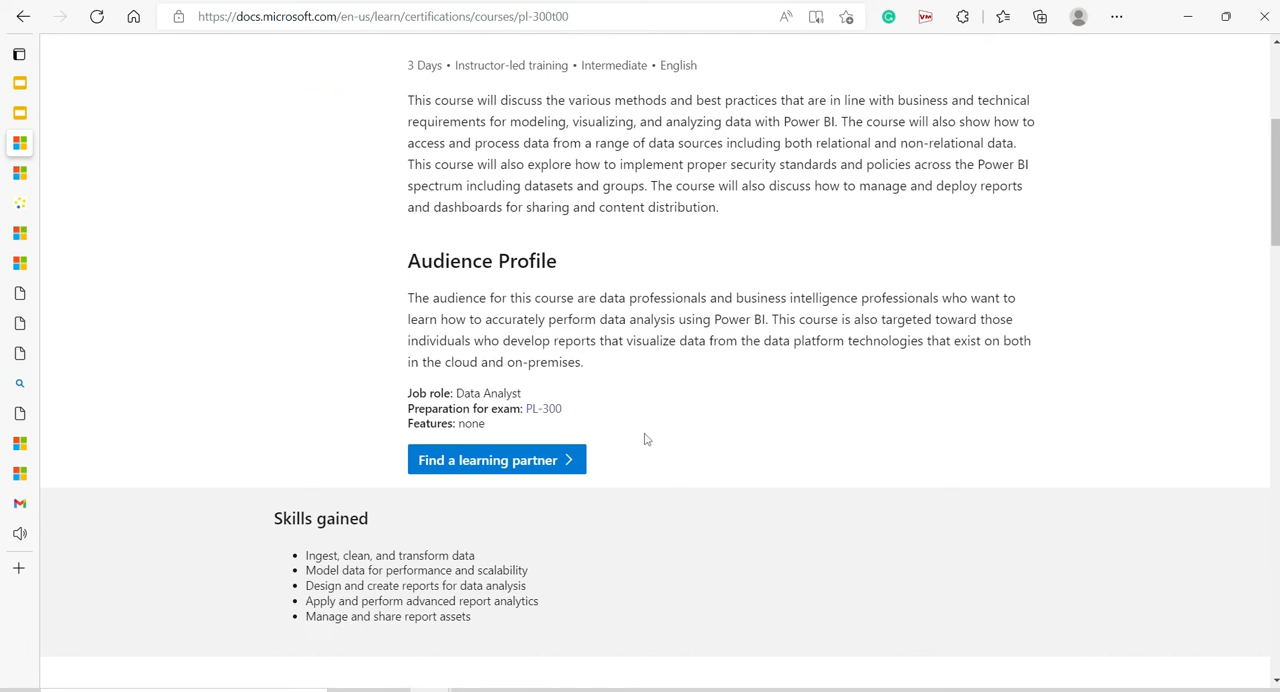 https://docs.microsoft.com/en-us/learn/certifications/courses/pl-300t00
3 Days • Instructor-led training • Intermediate • English
This course will discuss the various methods and best practices that are in line with business and technical
requirements for modeling, visualizing, and analyzing data with Power BI. The course will also show how to
access and process data from a range of data sources including both relational and non-relational data.
This course will also explore how to implement proper security standards and policies across the Power BI
spectrum including datasets and groups. The course will also discuss how to manage and deploy reports
and dashboards for sharing and content distribution.
Audience Profile
The audience for this course are data professionals and business intelligence professionals who want to
learn how to accurately perform data analysis using Power BI. This course is also targeted toward those
individuals who develop reports that visualize data from the data platform technologies that exist on both
in the cloud and on-premises.
Job role: Data Analyst
Preparation for exam: PL-300
Features: none
Find a learning partner
Skills gained
• Ingest, clean, and transform data
• Model data for performance and scalability
• Design and create reports for data analysis
• Apply and perform advanced report analytics
• Manage and share report assets